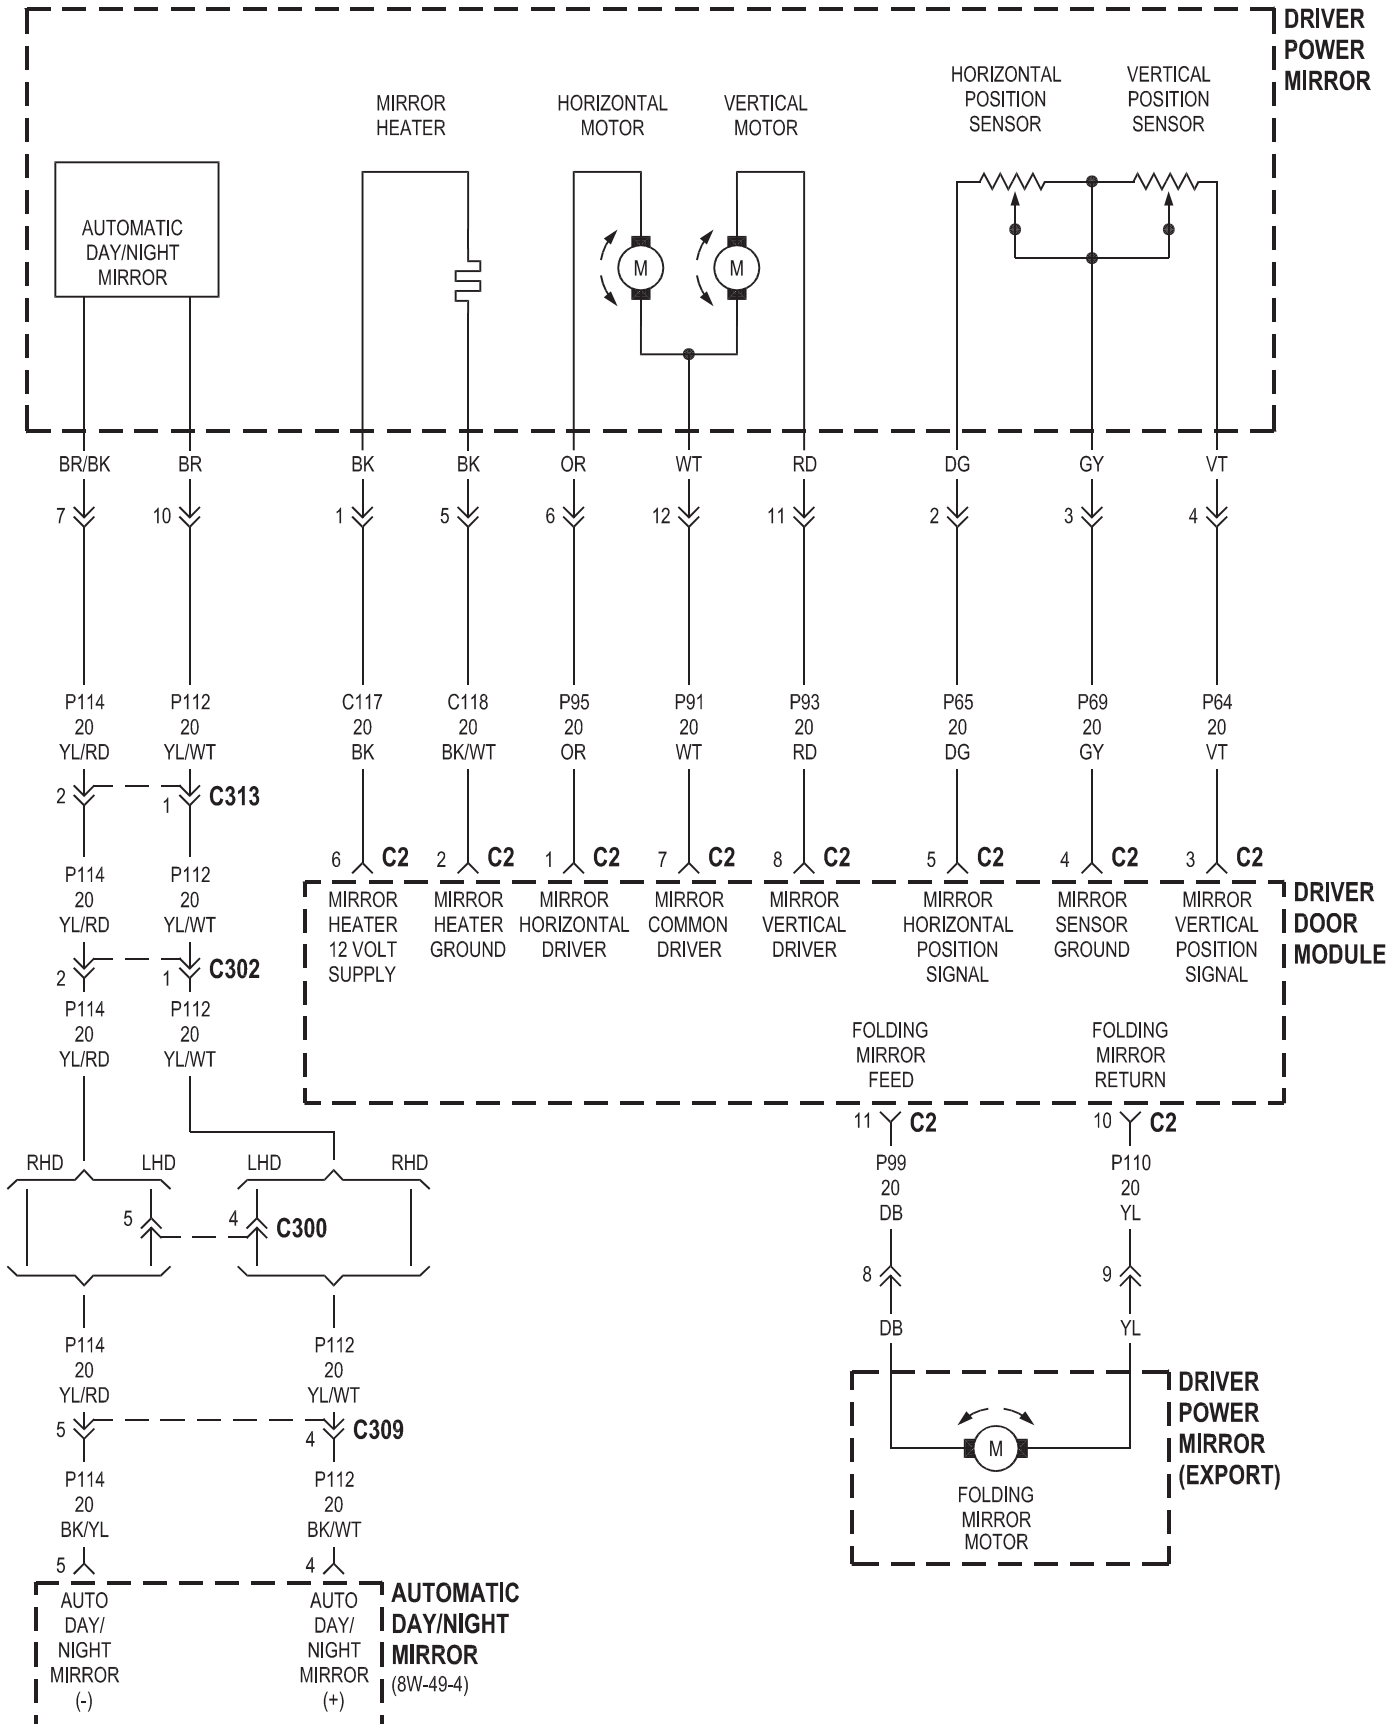 DRIVER
POWER
MIRROR
HORIZONTAL
POSITION
SENSOR
VERTICAL
POSITION
SENSOR
MIRROR
HEATER
HORIZONTAL
MOTOR
VERTICAL
MOTOR
AUTOMATIC
DAY/NIGHT
MIRROR
M
M
BR/BK BR BK BK OR WT RD DG GY VT
7 10 1 5 6 12 11 2 3 4
P114 P112 C117 C118 P95 P91 P93 P65 P69 P64
20 20 20 20 20 20 20 20 20 20
YL/RD YL/WT BK BK/WT OR WT RD DG GY VT
2 1 C313
6 C2 2 C2 1 C2 7 C2 8 C2 5 C2 4 C2 3 C2
P114 P112
20 20
YL/RD YL/WT
2 1 C302
DRIVER
DOOR
MODULE
MIRROR
HEATER
12 VOLT
SUPPLY
MIRROR
HEATER
GROUND
MIRROR
HORIZONTAL
DRIVER
MIRROR
COMMON
DRIVER
MIRROR
VERTICAL
DRIVER
MIRROR
HORIZONTAL
POSITION
SIGNAL
MIRROR
SENSOR
GROUND
MIRROR
VERTICAL
POSITION
SIGNAL
P114 P112
20 20
YL/RD YL/WT
FOLDING
MIRROR
FEED
FOLDING
MIRROR
RETURN
11 C2 10 C2
RHD LHD LHD RHD
5 4 C300
P99 P110
20 20
DB YL
8 9
DB YL
P114 P112
20 20
YL/RD YL/WT
5 4 C309
P114 P112
20 20
BK/YL BK/WT
5 4
DRIVER
POWER
MIRROR
(EXPORT)
M
FOLDING
MIRROR
MOTOR
AUTO
DAY/
NIGHT
MIRROR
(-)
AUTO
DAY/
NIGHT
MIRROR
(+)
AUTOMATIC
DAY/NIGHT
MIRROR
(8W-49-4)